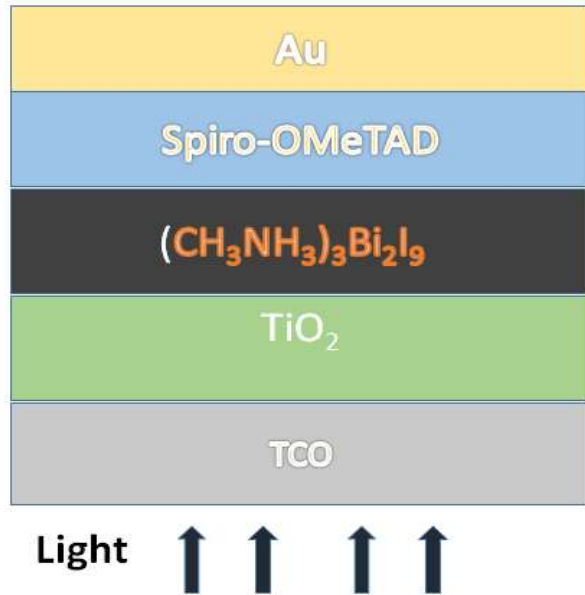 Au
Spiro-OMeTAD
(CH₃NH₃)₃Bi₂I₉
TiO₂
TCO
Light